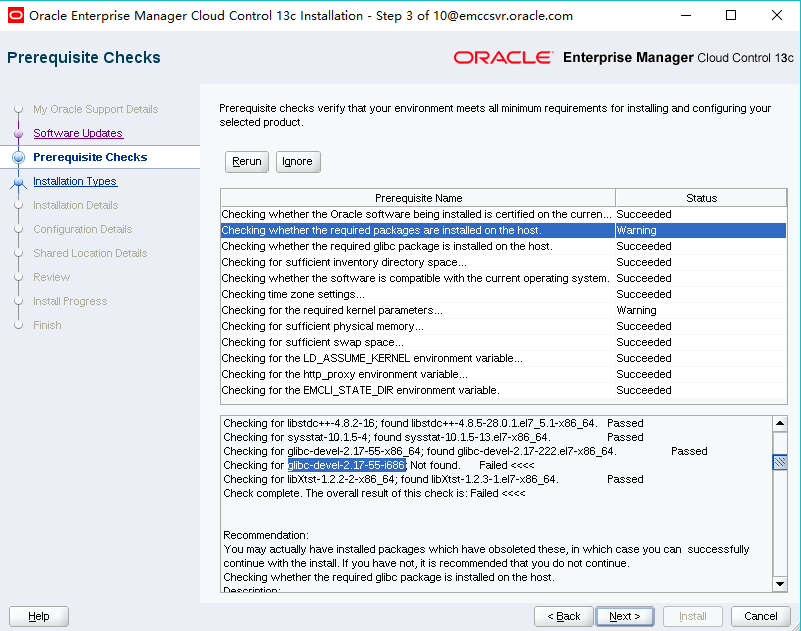 Oracle Enterprise Manager Cloud Control 13c Installation - Step 3 of 10@emccsvr.oracle.com
Prerequisite Checks
ORACLE Enterprise Manager Cloud Control 13c
My Oracle Support Details
Software Updates
Prerequisite Checks
Installation Types
Installation Details
Configuration Details
Shared Location Details
Review
Install Progress
Finish
Prerequisite checks verify that your environment meets all minimum requirements for installing and configuring your
selected product.
Rerun Ignore
Prerequisite Name Status
Checking whether the Oracle software being installed is certified on the curren... Succeeded
Checking whether the required packages are installed on the host. Warning
Checking whether the required glibc package is installed on the host. Succeeded
Checking for sufficient inventory directory space... Succeeded
Checking whether the software is compatible with the current operating system. Succeeded
Checking time zone settings... Succeeded
Checking for the required kernel parameters... Warning
Checking for sufficient physical memory... Succeeded
Checking for sufficient swap space... Succeeded
Checking for the LD_ASSUME_KERNEL environment variable... Succeeded
Checking for the http_proxy environment variable... Succeeded
Checking for the EMCLI_STATE_DIR environment variable. Succeeded
Checking for libstdc++-4.8.2-16; found libstdc++-4.8.5-28.0.1.el7_5.1-x86_64. Passed
Checking for sysstat-10.1.5-4; found sysstat-10.1.5-13.el7-x86_64. Passed
Checking for glibc-devel-2.17-55-x86_64; found glibc-devel-2.17-222.el7-x86_64. Passed
Checking for glibc-devel-2.17-55-i686; Not found. Failed <<<<
Checking for libXtst-1.2.2-2-x86_64; found libXtst-1.2.3-1.el7-x86_64. Passed
Check complete. The overall result of this check is: Failed <<<<
Recommendation:
You may actually have installed packages which have obsoleted these, in which case you can successfully
continue with the install. If you have not, it is recommended that you do not continue.
Checking whether the required glibc package is installed on the host.
Description:
Help < Back Next > Install Cancel